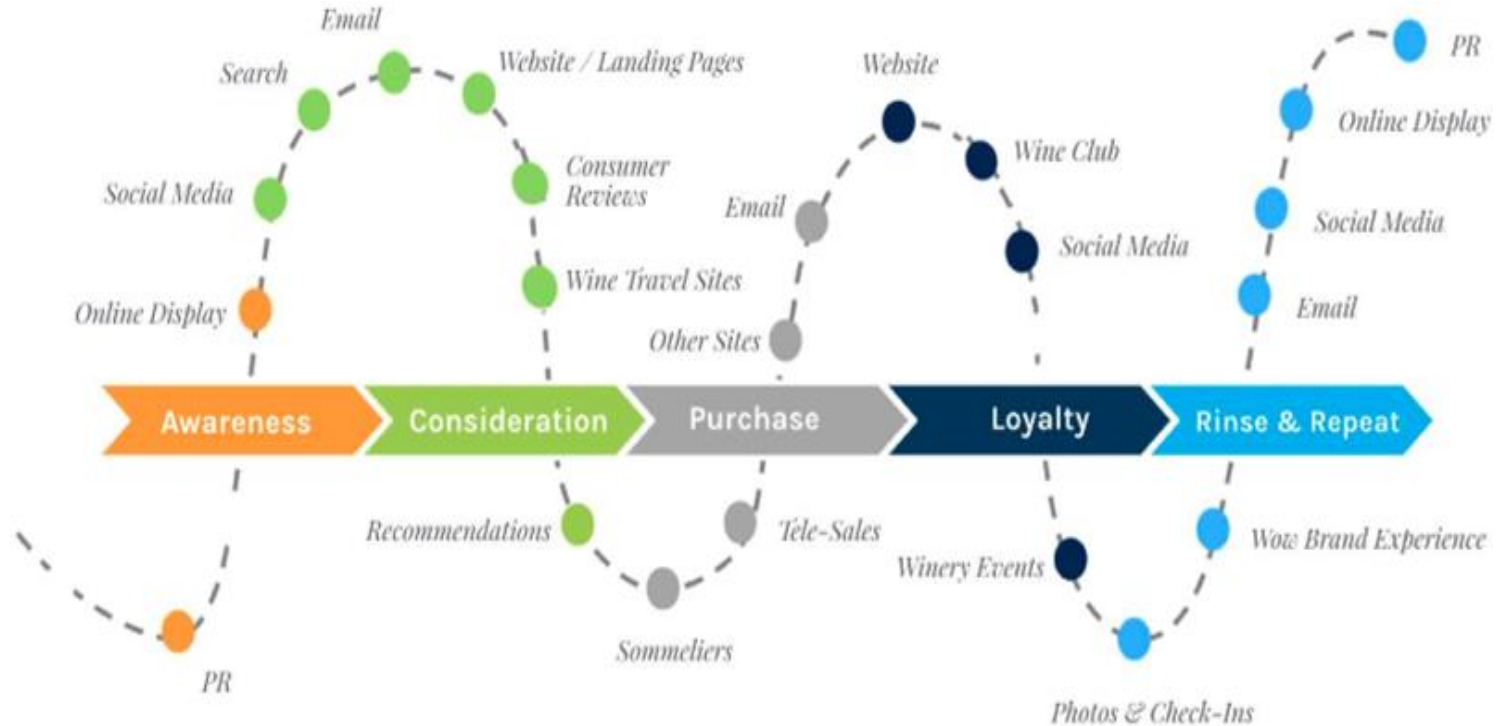 Email
Search
Website / Landing Pages
Website
PR
Online Display
Social Media
Consumer
Reviews
Wine Club
Email
Social Media
Social Media
Online Display
Wine Travel Sites
Other Sites
Email
Awareness
Consideration
Purchase
Loyalty
Rinse & Repeat
Recommendations
Tele-Sales
Winery Events
Wow Brand Experience
Sommeliers
PR
Photos & Check-Ins